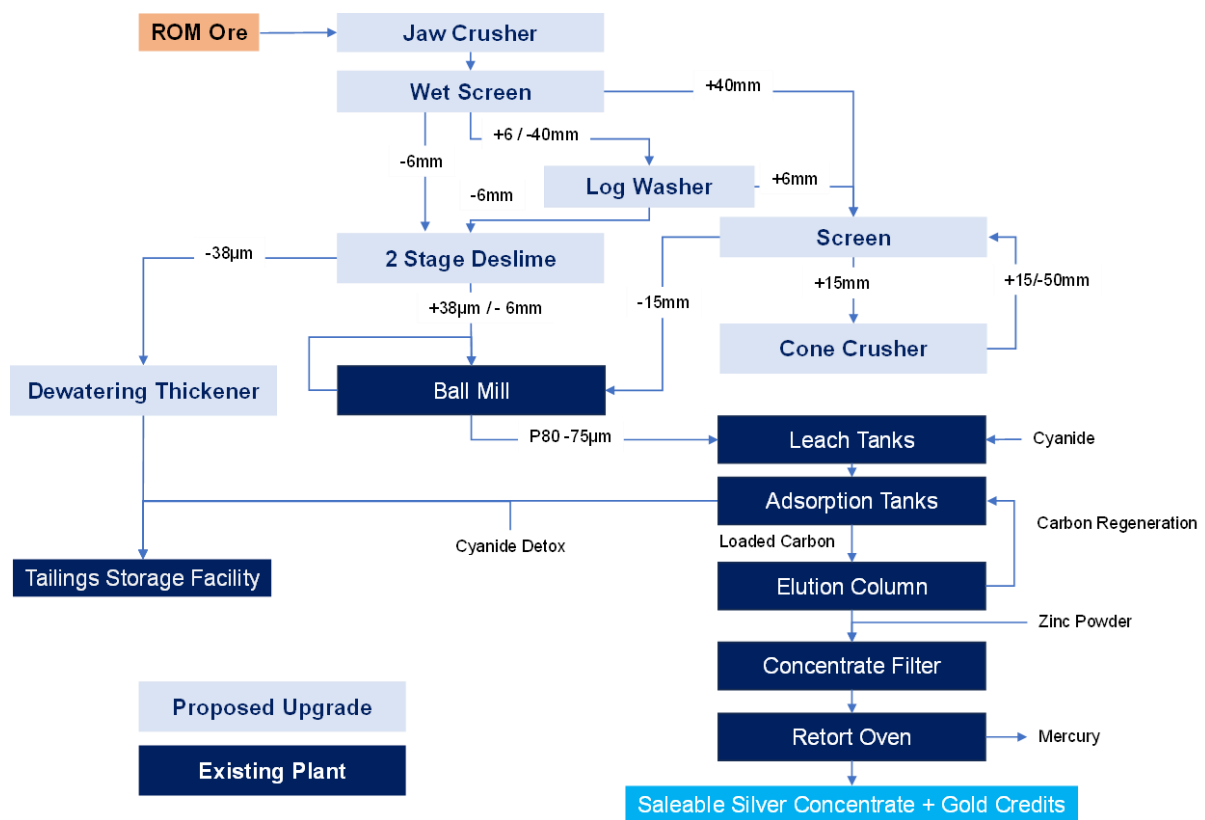 ROM Ore
Jaw Crusher
Wet Screen
+40mm
+6 / -40mm
-6mm
Log Washer
+6mm
-6mm
Screen
-38µm
2 Stage Deslime
+15mm
+15/-50mm
+38µm / - 6mm
-15mm
Cone Crusher
Dewatering Thickener
Ball Mill
P80 -75µm
Leach Tanks
Cyanide
Adsorption Tanks
Carbon Regeneration
Cyanide Detox
Loaded Carbon
Tailings Storage Facility
Elution Column
Zinc Powder
Concentrate Filter
Proposed Upgrade
Retort Oven
Mercury
Existing Plant
Saleable Silver Concentrate + Gold Credits